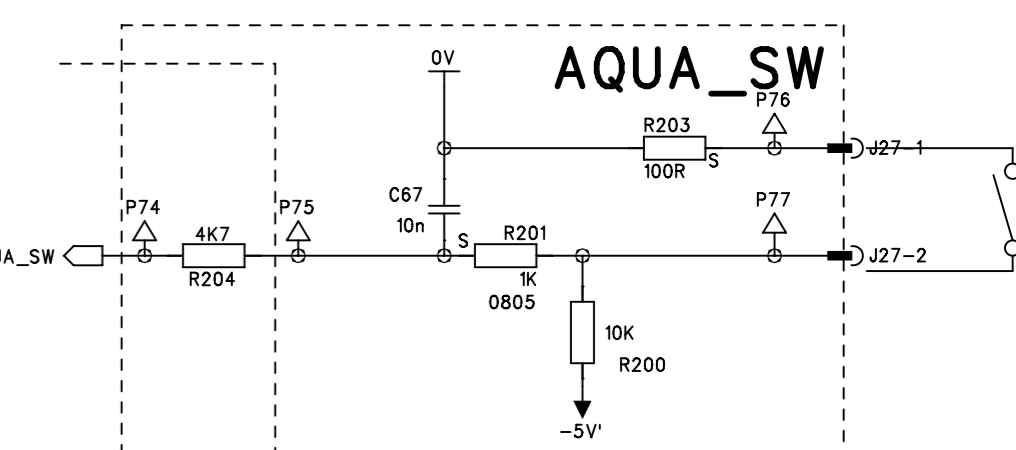 0V
AQUA_SW
P76
R203
J27-1
S
100R
C67
10n
P74
P75
P77
4K7
S
R201
J27-2
R204
1K
0805
10K
R200
-5V'